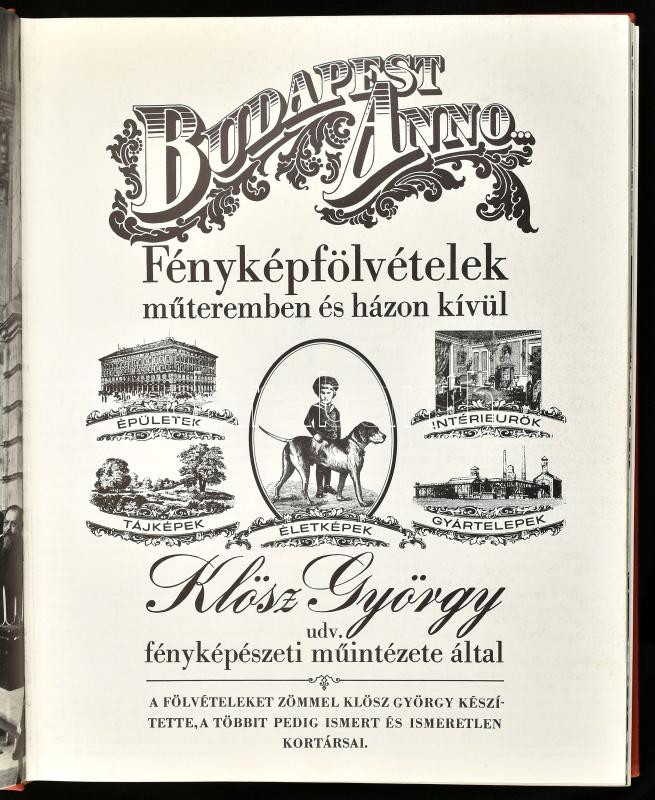 BUDAPEST
ANNO...
Fényképfölvételek
műteremben és házon kívül
ÉPÜLETEK
INTÉRIEURÖK
TÁJKÉPEK
ÉLETKÉPEK
GYÁRTELEPEK
Klösz György
udv.
fényképészeti műintézete által
A FÖLVÉTELEKET ZÖMMEL KLÖSZ GYÖRGY KÉSZÍ-
TETTE, A TÖBBIT PEDIG ISMERT ÉS ISMERETLEN
KORTÁRSAI.